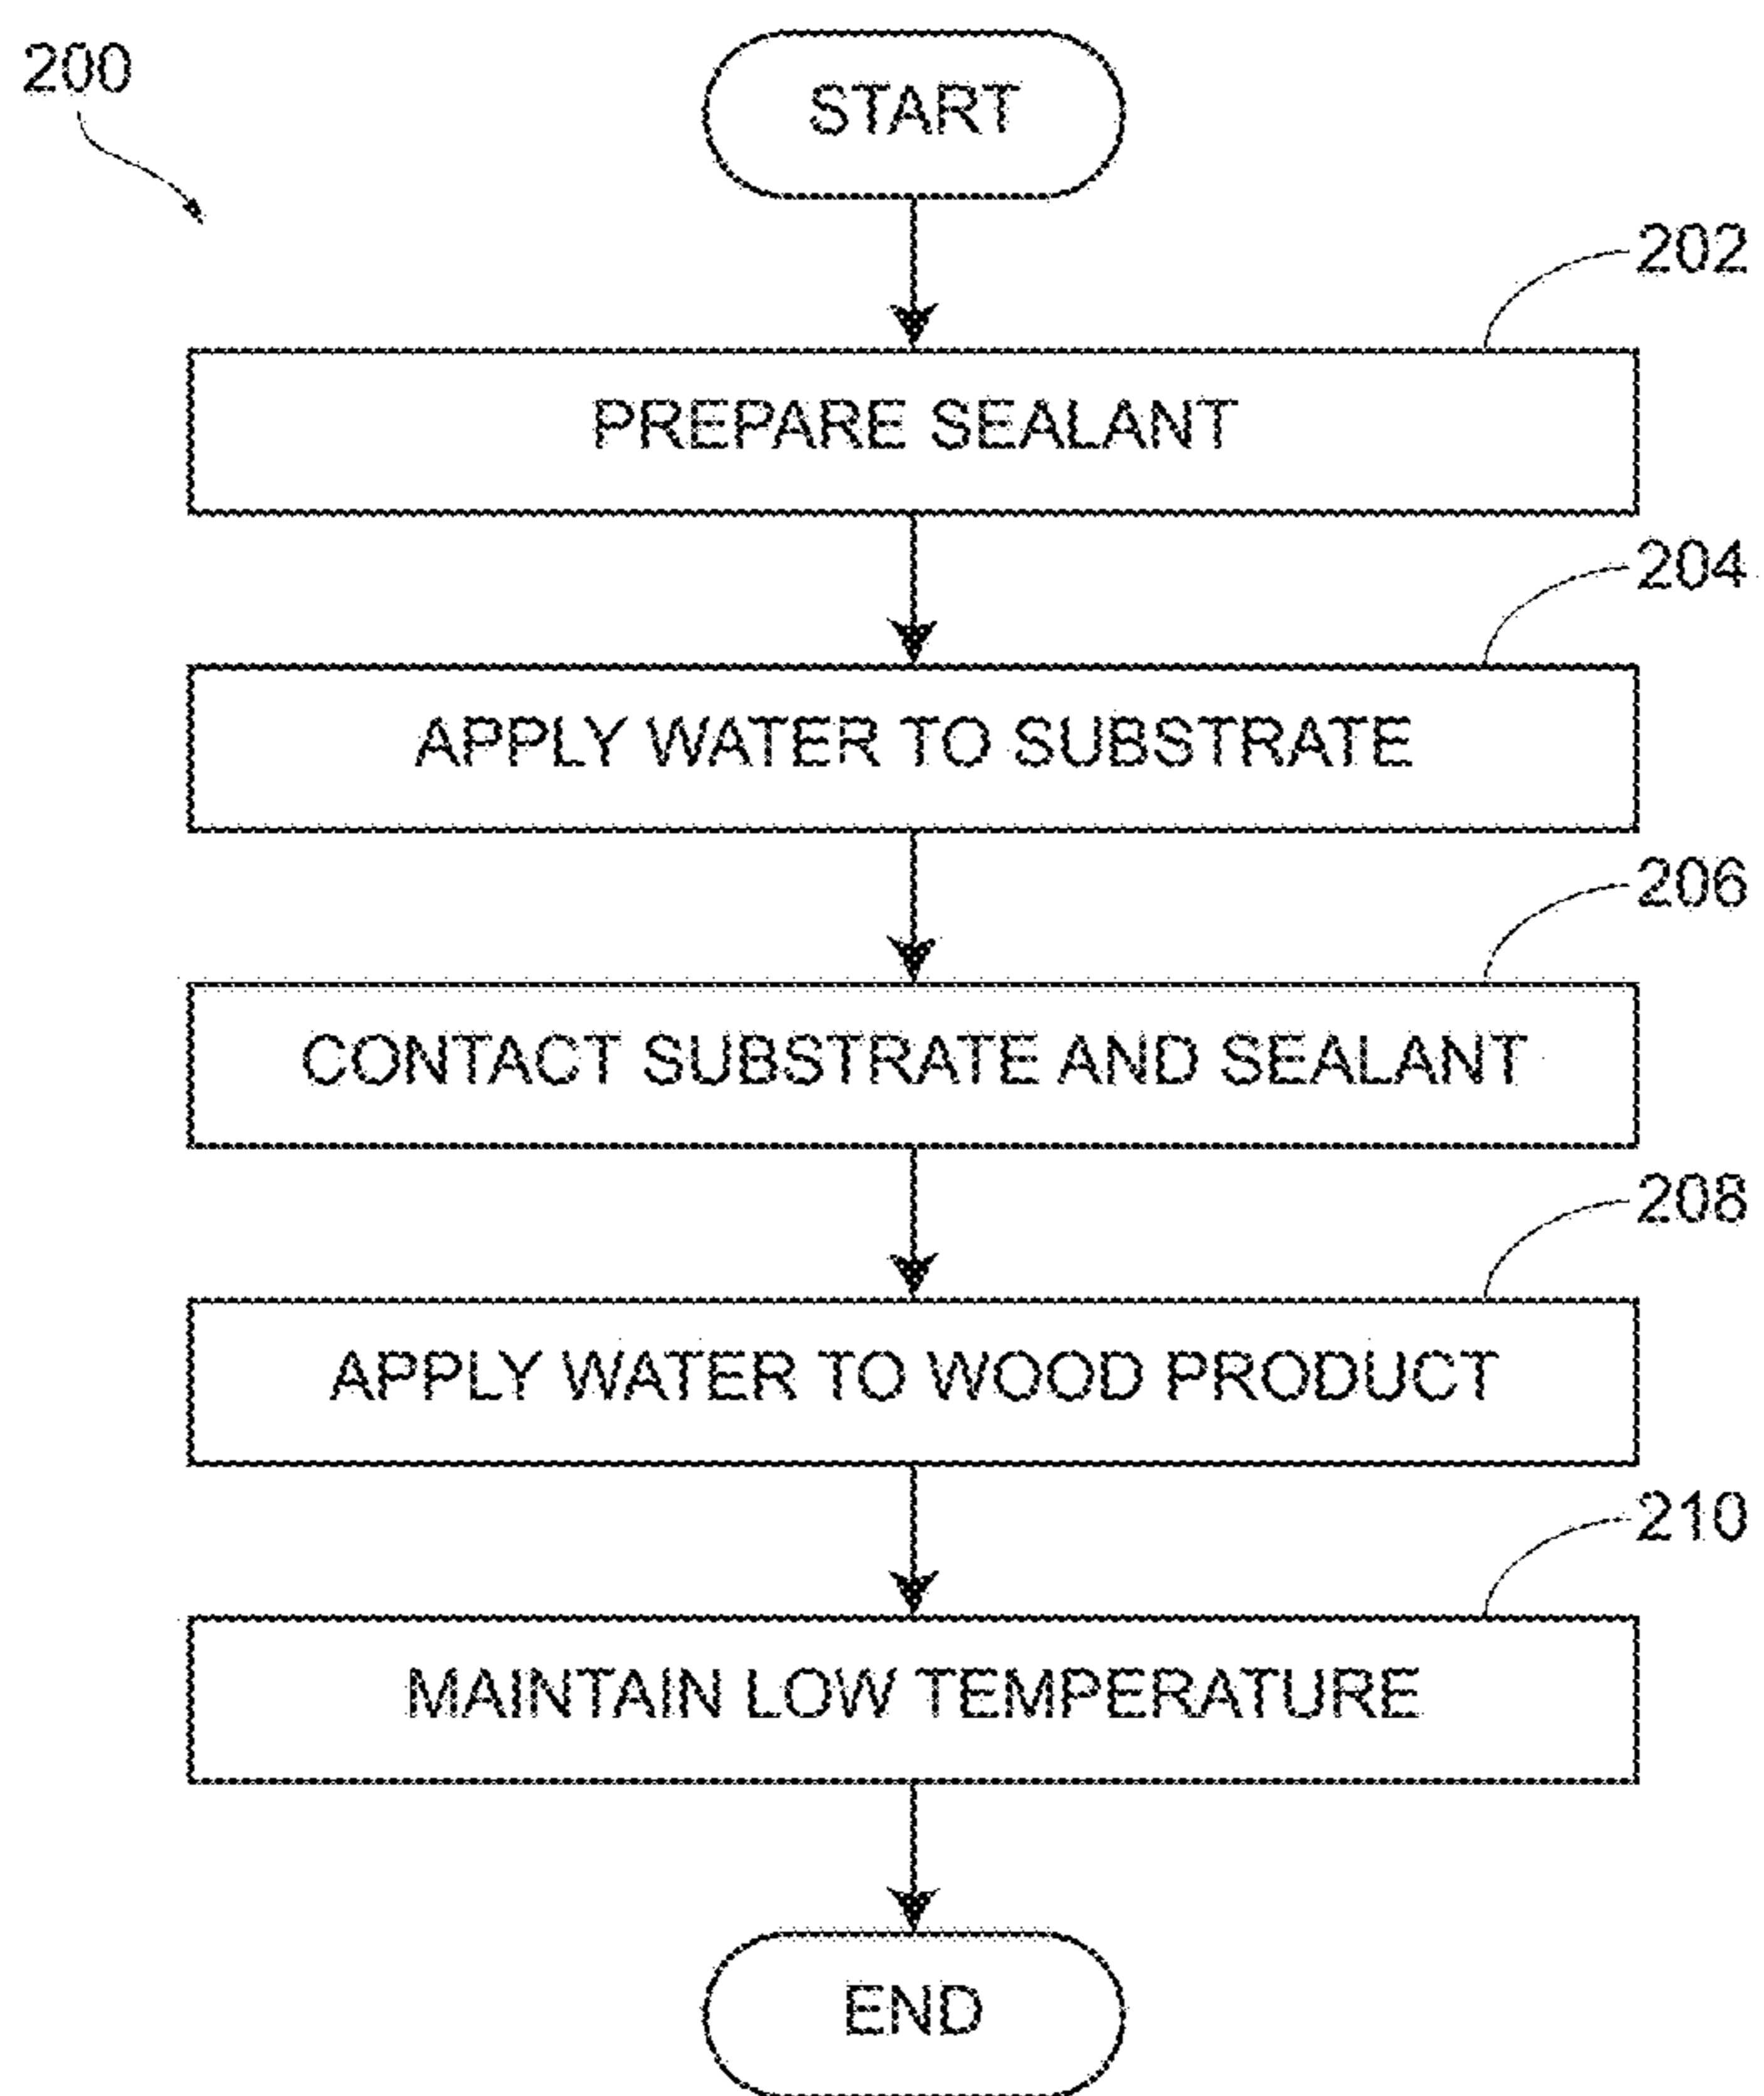 200
START
202
PREPARE SEALANT
204
APPLY WATER TO SUBSTRATE
206
CONTACT SUBSTRATE AND SEALANT
208
APPLY WATER TO WOOD PRODUCT
210
MAINTAIN LOW TEMPERATURE
END